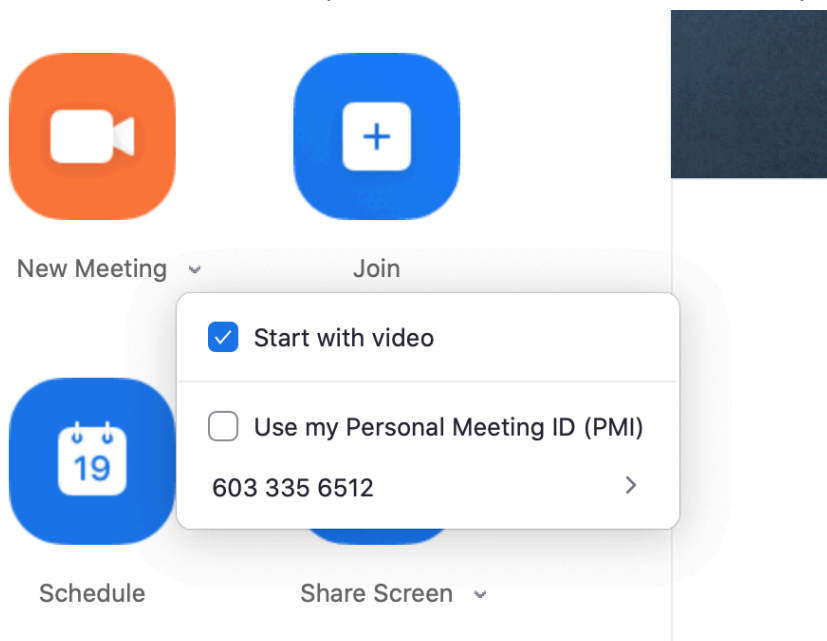 New Meeting
Join
Start with video
Use my Personal Meeting ID (PMI)
603 335 6512
19
Schedule
Share Screen